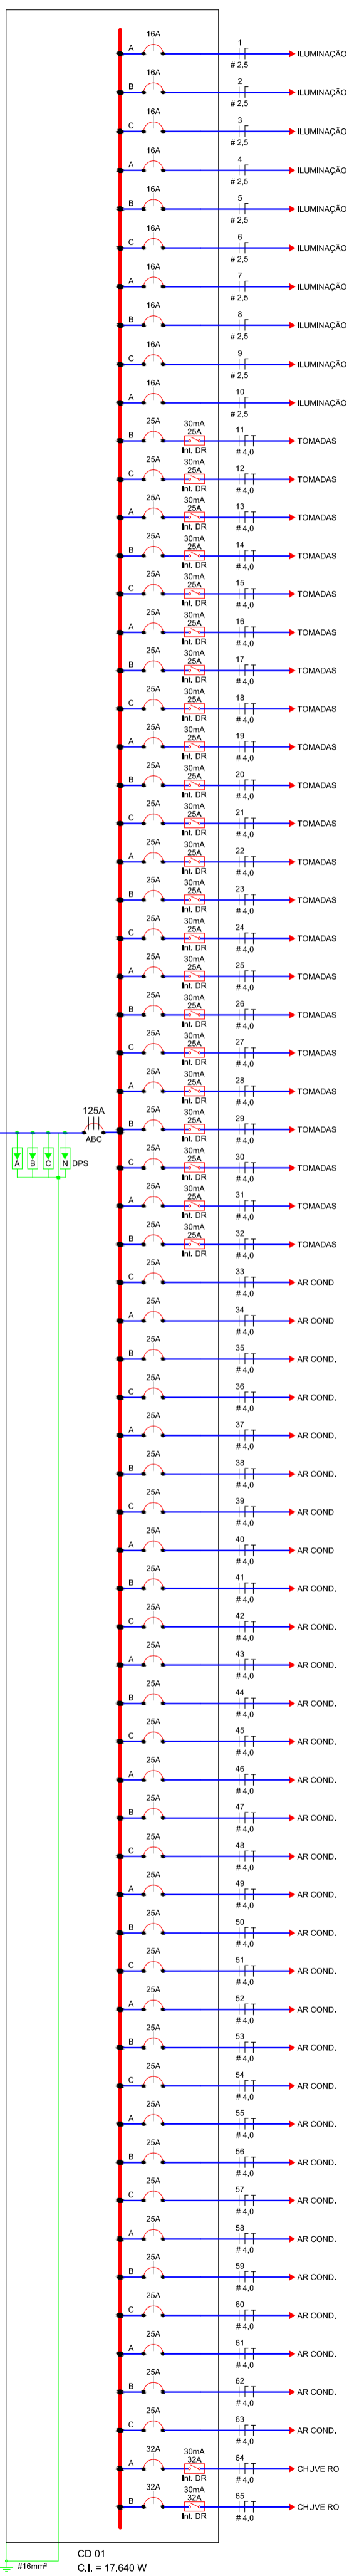 16A 1
A ILUMINAÇÃO
# 2,5
16A 2
B ILUMINAÇÃO
# 2,5
16A 3
C ILUMINAÇÃO
# 2,5
16A 4
A ILUMINAÇÃO
# 2,5
16A 5
B ILUMINAÇÃO
# 2,5
16A 6
C ILUMINAÇÃO
# 2,5
16A 7
A ILUMINAÇÃO
# 2,5
16A 8
B ILUMINAÇÃO
# 2,5
16A 9
C ILUMINAÇÃO
# 2,5
16A 10
A ILUMINAÇÃO
# 2,5
25A 30mA 11
B 25A TOMADAS
Int. DR # 4,0
25A 30mA 12
C 25A TOMADAS
Int. DR # 4,0
25A 30mA 13
A 25A TOMADAS
Int. DR # 4,0
25A 30mA 14
B 25A TOMADAS
Int. DR # 4,0
25A 30mA 15
C 25A TOMADAS
Int. DR # 4,0
25A 30mA 16
A 25A TOMADAS
Int. DR # 4,0
25A 30mA 17
B 25A TOMADAS
Int. DR # 4,0
25A 30mA 18
C 25A TOMADAS
Int. DR # 4,0
25A 30mA 19
A 25A TOMADAS
Int. DR # 4,0
25A 30mA 20
B 25A TOMADAS
Int. DR # 4,0
25A 30mA 21
C 25A TOMADAS
Int. DR # 4,0
25A 30mA 22
A 25A TOMADAS
Int. DR # 4,0
25A 30mA 23
B 25A TOMADAS
Int. DR # 4,0
25A 30mA 24
C 25A TOMADAS
Int. DR # 4,0
25A 30mA 25
A 25A TOMADAS
Int. DR # 4,0
25A 30mA 26
B 25A TOMADAS
Int. DR # 4,0
25A 30mA 27
C 25A TOMADAS
Int. DR # 4,0
25A 30mA 28
A 25A TOMADAS
Int. DR # 4,0
125A
ABC
A B C N DPS
25A 30mA 29
B 25A TOMADAS
Int. DR # 4,0
25A 30mA 30
C 25A TOMADAS
Int. DR # 4,0
25A 30mA 31
A 25A TOMADAS
Int. DR # 4,0
25A 30mA 32
B 25A TOMADAS
Int. DR # 4,0
25A 33
C AR COND.
# 4,0
25A 34
A AR COND.
# 4,0
25A 35
B AR COND.
# 4,0
25A 36
C AR COND.
# 4,0
25A 37
A AR COND.
# 4,0
25A 38
B AR COND.
# 4,0
25A 39
C AR COND.
# 4,0
25A 40
A AR COND.
# 4,0
25A 41
B AR COND.
# 4,0
25A 42
C AR COND.
# 4,0
25A 43
A AR COND.
# 4,0
25A 44
B AR COND.
# 4,0
25A 45
C AR COND.
# 4,0
25A 46
A AR COND.
# 4,0
25A 47
B AR COND.
# 4,0
25A 48
C AR COND.
# 4,0
25A 49
A AR COND.
# 4,0
25A 50
B AR COND.
# 4,0
25A 51
C AR COND.
# 4,0
25A 52
A AR COND.
# 4,0
25A 53
B AR COND.
# 4,0
25A 54
C AR COND.
# 4,0
25A 55
A AR COND.
# 4,0
25A 56
B AR COND.
# 4,0
25A 57
C AR COND.
# 4,0
25A 58
A AR COND.
# 4,0
25A 59
B AR COND.
# 4,0
25A 60
C AR COND.
# 4,0
25A 61
A AR COND.
# 4,0
25A 62
B AR COND.
# 4,0
25A 63
C AR COND.
# 4,0
32A 30mA 64
A 32A CHUVEIRO
Int. DR # 4,0
32A 30mA 65
B 32A CHUVEIRO
Int. DR # 4,0
CD 01
#16mm²
C.I. = 17.640 W